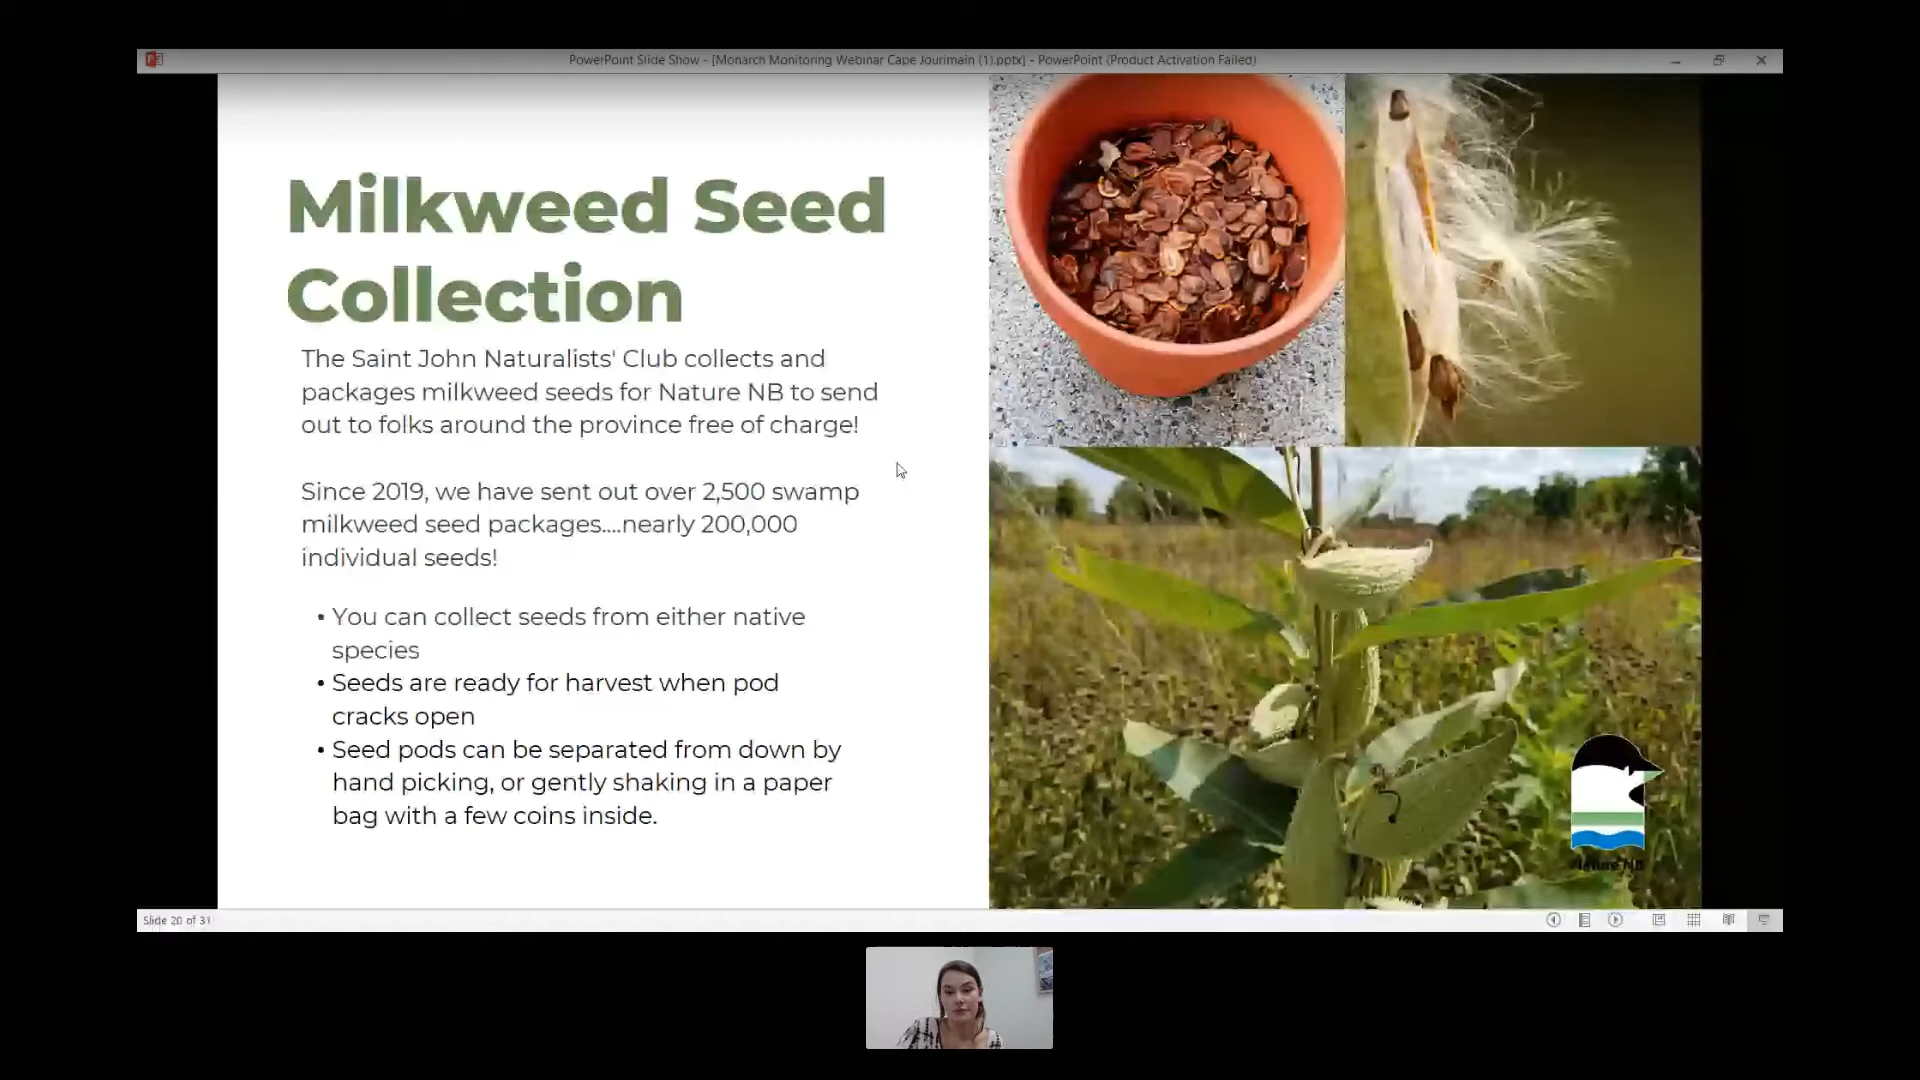 PowerPoint Slide Show - [Monarch Monitoring Webinar Cape Jourimain (1).pptx] - PowerPoint (Product Activation Failed)
Milkweed Seed
Collection
The Saint John Naturalists' Club collects and
packages milkweed seeds for Nature NB to send
out to folks around the province free of charge!
Since 2019, we have sent out over 2,500 swamp
milkweed seed packages....nearly 200,000
individual seeds!
• You can collect seeds from either native
species
• Seeds are ready for harvest when pod
cracks open
• Seed pods can be separated from down by
hand picking, or gently shaking in a paper
bag with a few coins inside.
Nature NB
Slide 20 of 31